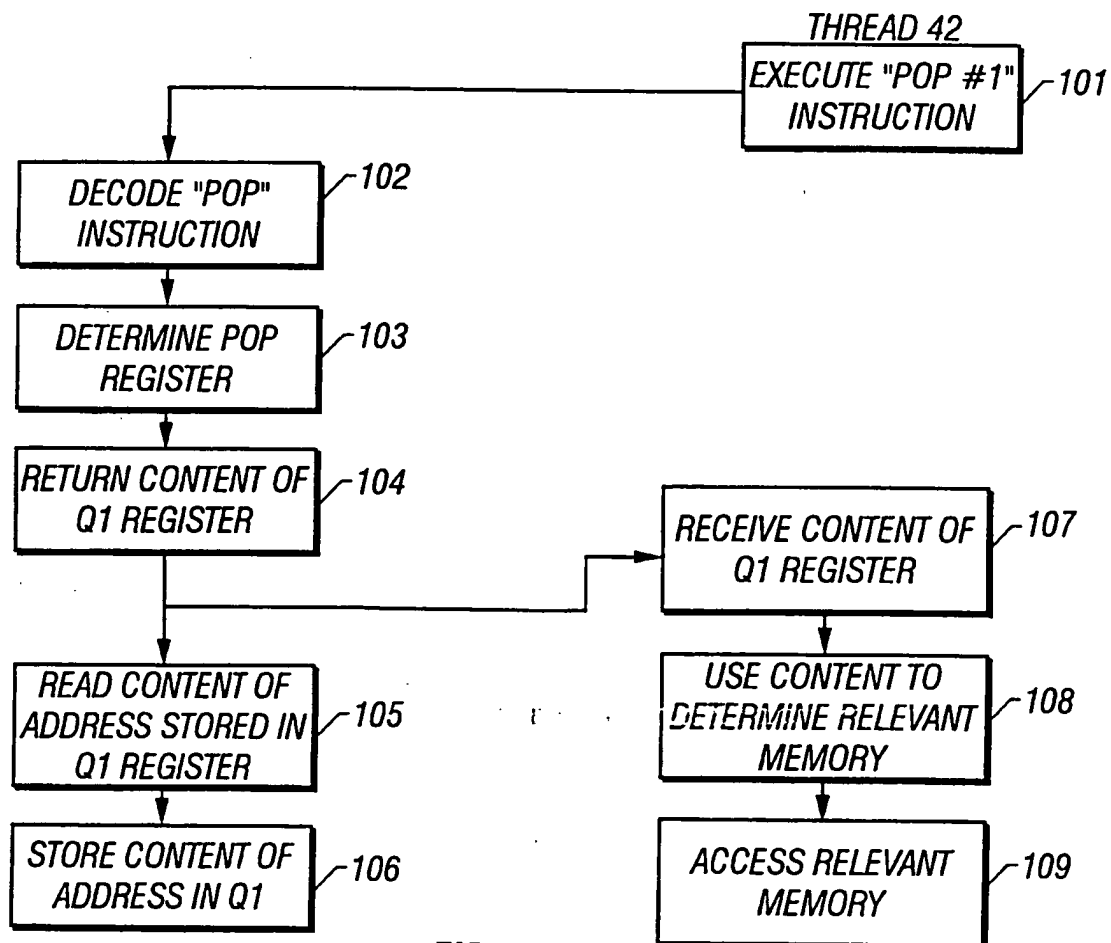 THREAD 42
EXECUTE "POP #1"
INSTRUCTION
101
DECODE "POP"
INSTRUCTION
102
DETERMINE POP
REGISTER
103
RETURN CONTENT OF
Q1 REGISTER
104
RECEIVE CONTENT OF
Q1 REGISTER
107
READ CONTENT OF
ADDRESS STORED IN
Q1 REGISTER
105
USE CONTENT TO
DETERMINE RELEVANT
MEMORY
108
STORE CONTENT OF
ADDRESS IN Q1
106
ACCESS RELEVANT
MEMORY
109